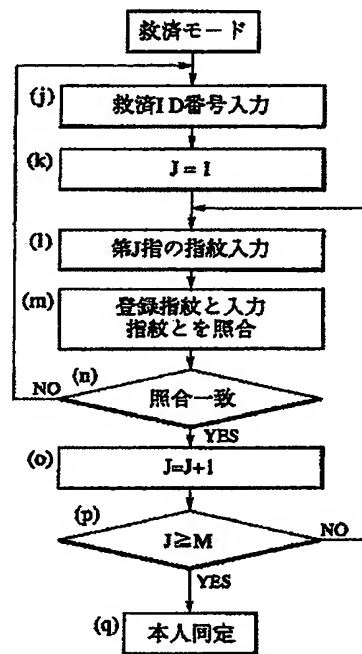 救済モード
(j) 救済ID番号入力
(k) J = 1
(l) 第J指の指紋入力
(m) 登録指紋と入力
指紋とを照合
(n) 照合一致
NO
YES
(o) J=J+1
(p) J≧M
NO
YES
(q) 本人同定